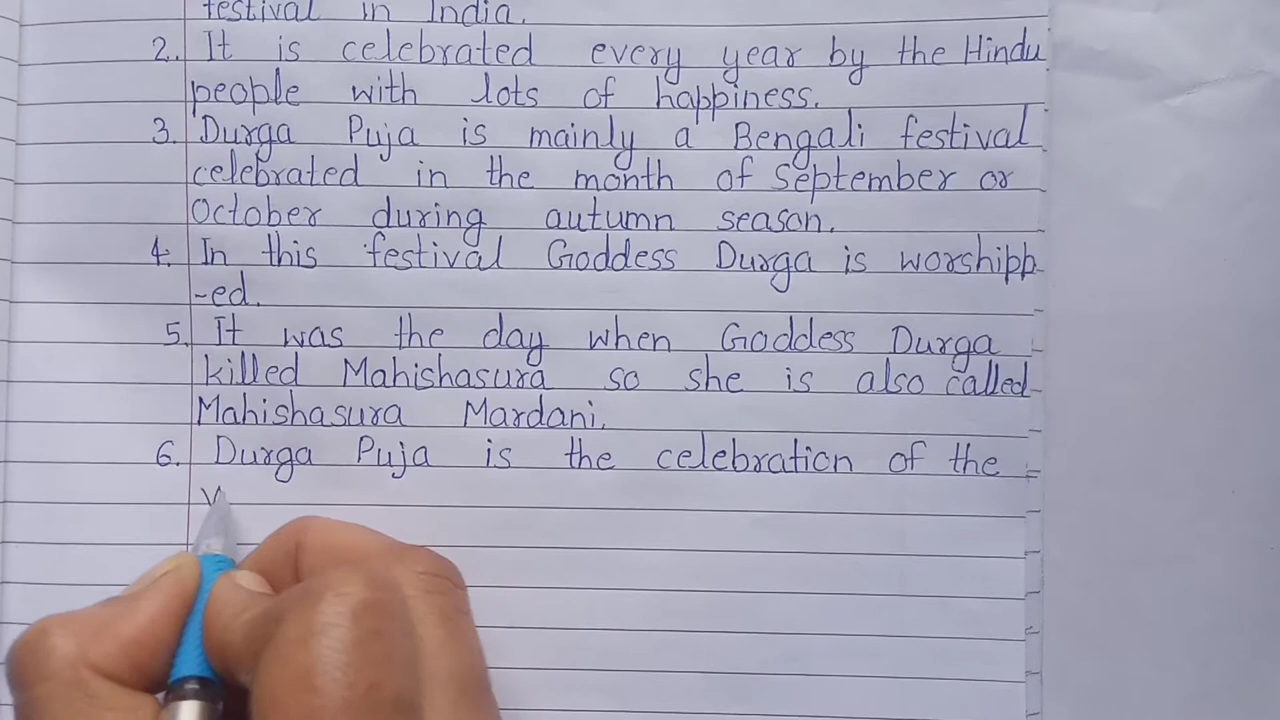 festival in India.
2. It is celebrated every year by the Hindu
people with lots of happiness.
3. Durga Puja is mainly a Bengali festival
celebrated in the month of September or
October during autumn season.
4. In this festival Goddess Durga is worshipp
-ed.
5. It was the day when Goddess Durga
killed Mahishasura so she is also called
Mahishasura Mardani.
6. Durga Puja is the celebration of the
v